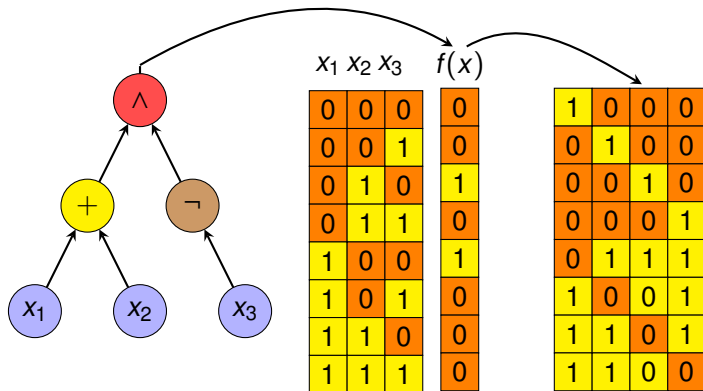 x1 x2 x3 f(x)
∧
0 0 0 0 1 0 0 0
0 0 1 0 0 1 0 0
0 1 0 1 0 0 1 0
+ ¬
0 1 1 0 0 0 0 1
1 0 0 1 0 1 1 1
x1 x2 x3
1 0 1 0 1 0 0 1
1 1 0 0 1 1 0 1
1 1 1 0 1 1 0 0